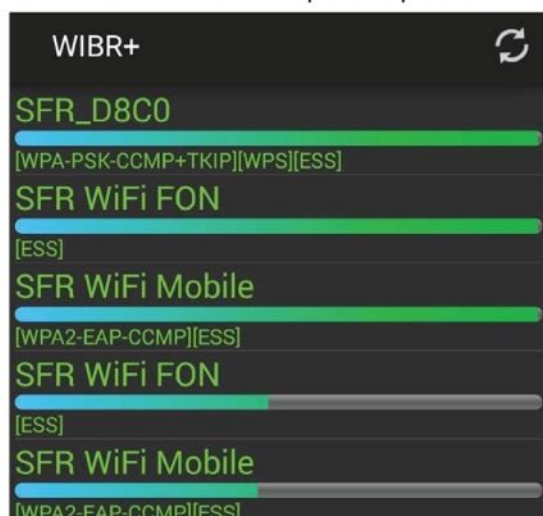 WIBR+
SFR_D8C0
[WPA-PSK-CCMP+TKIP][WPS][ESS]
SFR WiFi FON
[ESS]
SFR WiFi Mobile
[WPA2-EAP-CCMP][ESS]
SFR WiFi FON
[ESS]
SFR WiFi Mobile
[WPA2-EAP-CCMP][ESS]